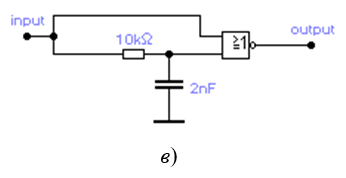 input
output
10kΩ
≥1
2nF
в)